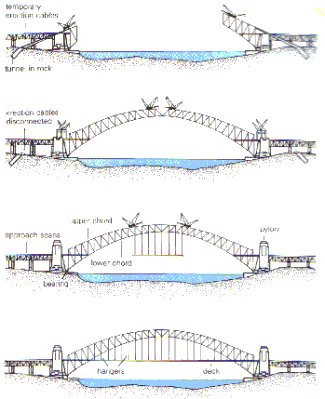 temporary
erection cables
tunnel in rock
erection cables
disconnected
upper chord
pylon
approach spans
lower chord
bearing
hangers
deck